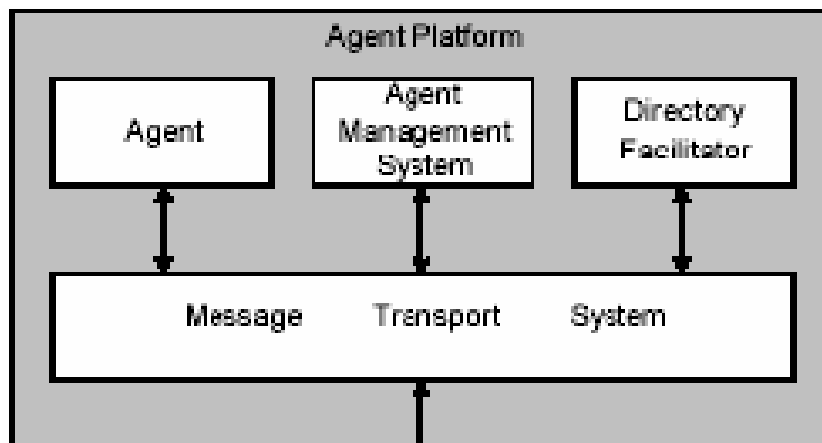 Agent Platform
Agent
Agent
Management
System
Directory
Facilitator
Message Transport System